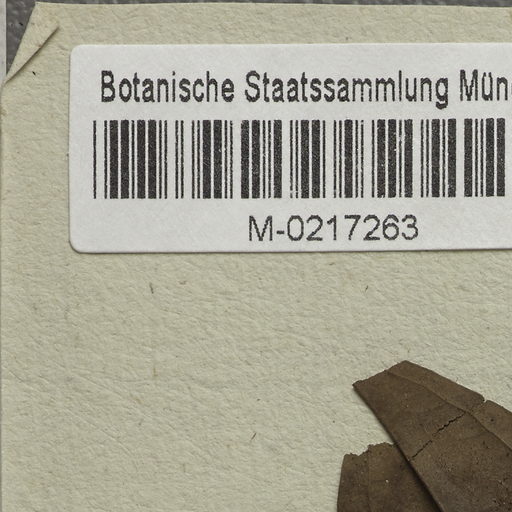 Botanische Staatssammlung Mün
M-0217263